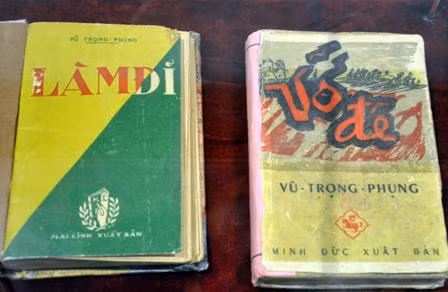 VŨ TRỌNG-PHỤNG
LÀM ĐĨ
MAI-LĨNH XUẤT BẢN
Vỡ
đê
VŨ-TRỌNG-PHỤNG
MINH ĐỨC XUẤT BẢN